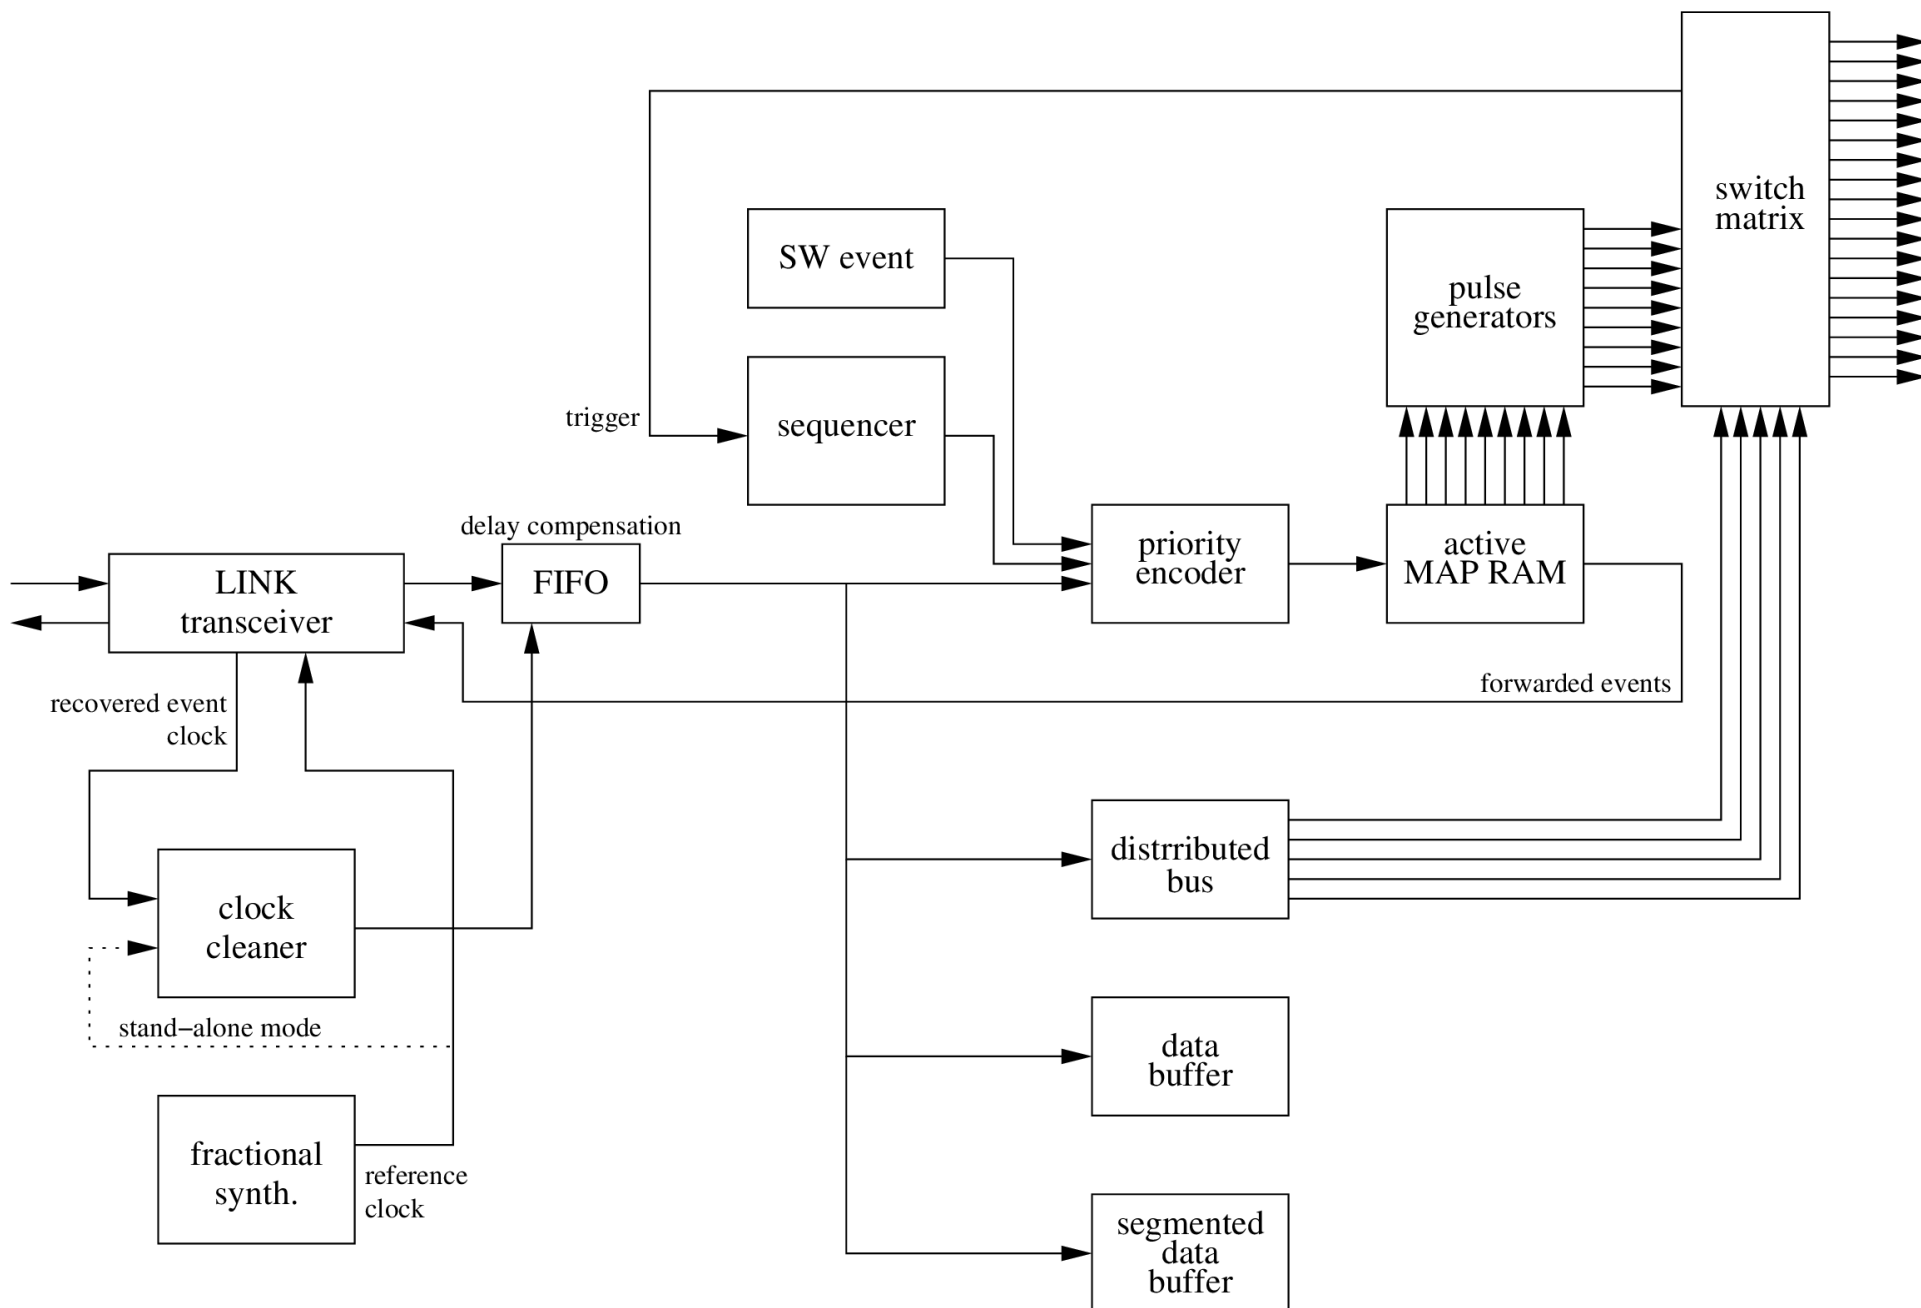 switch
matrix
SW event
pulse
generators
trigger
sequencer
delay compensation
priority
encoder
active
MAP RAM
LINK
transceiver
FIFO
forwarded events
recovered event
clock
distrributed
bus
clock
cleaner
stand−alone mode
data
buffer
fractional
synth.
reference
clock
segmented
data
buffer